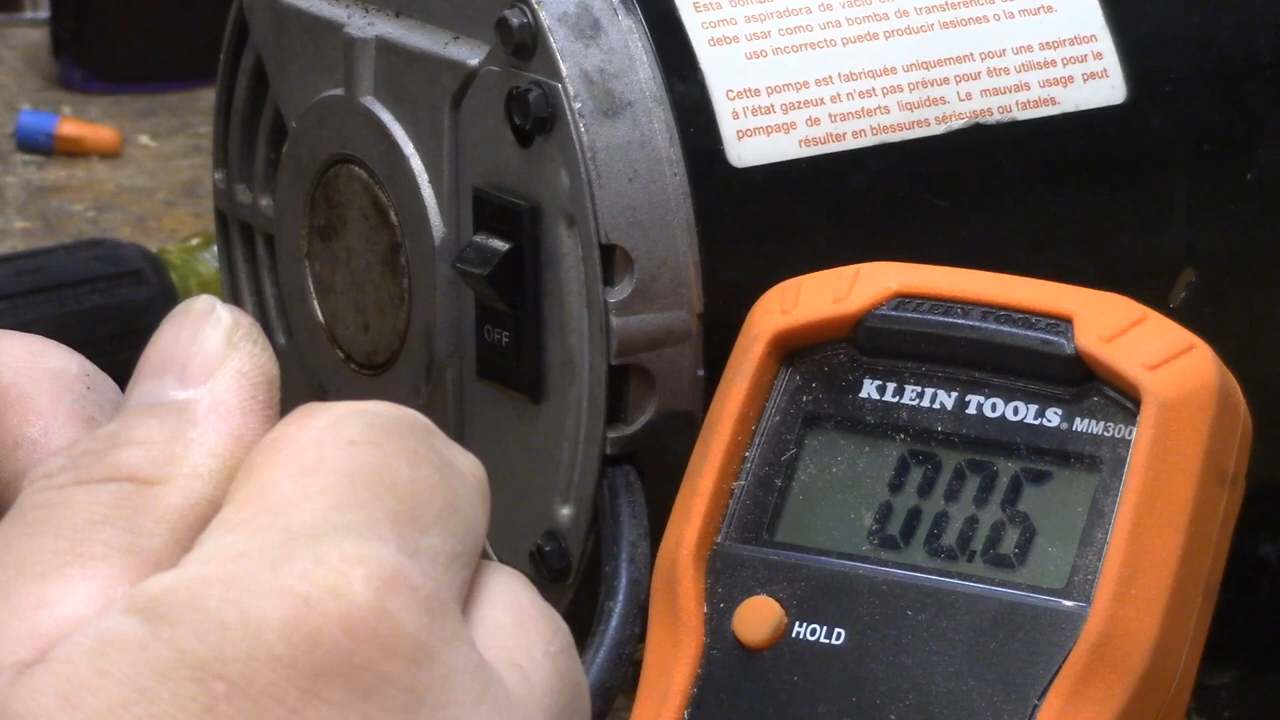 Esta bomba
como aspiradora de vacío
debe usar como una bomba de transferencia
uso incorrecto puede producir lesiones o la murte.
Cette pompe est fabriquée uniquement pour une aspiration
à l'état gazeux et n'est pas prévue pour être utilisée pour le
pompage de transferts liquides. Le mauvais usage peut
résulter en blessures séricuses ou fatales.
OFF
KLEIN TOOLS
KLEIN TOOLS® MM300
00.6
HOLD